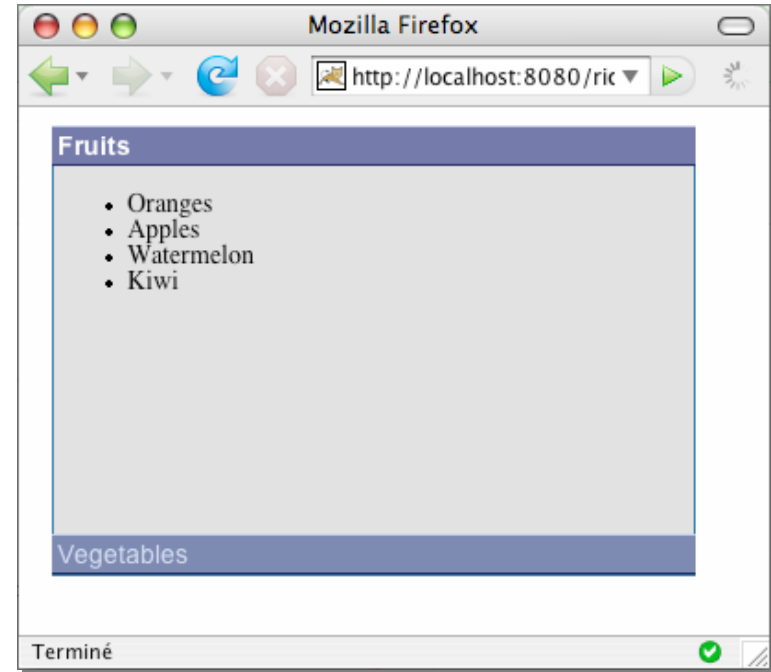 Mozilla Firefox
http://localhost:8080/ric
Fruits
Oranges
Apples
Watermelon
Kiwi
Vegetables
Terminé